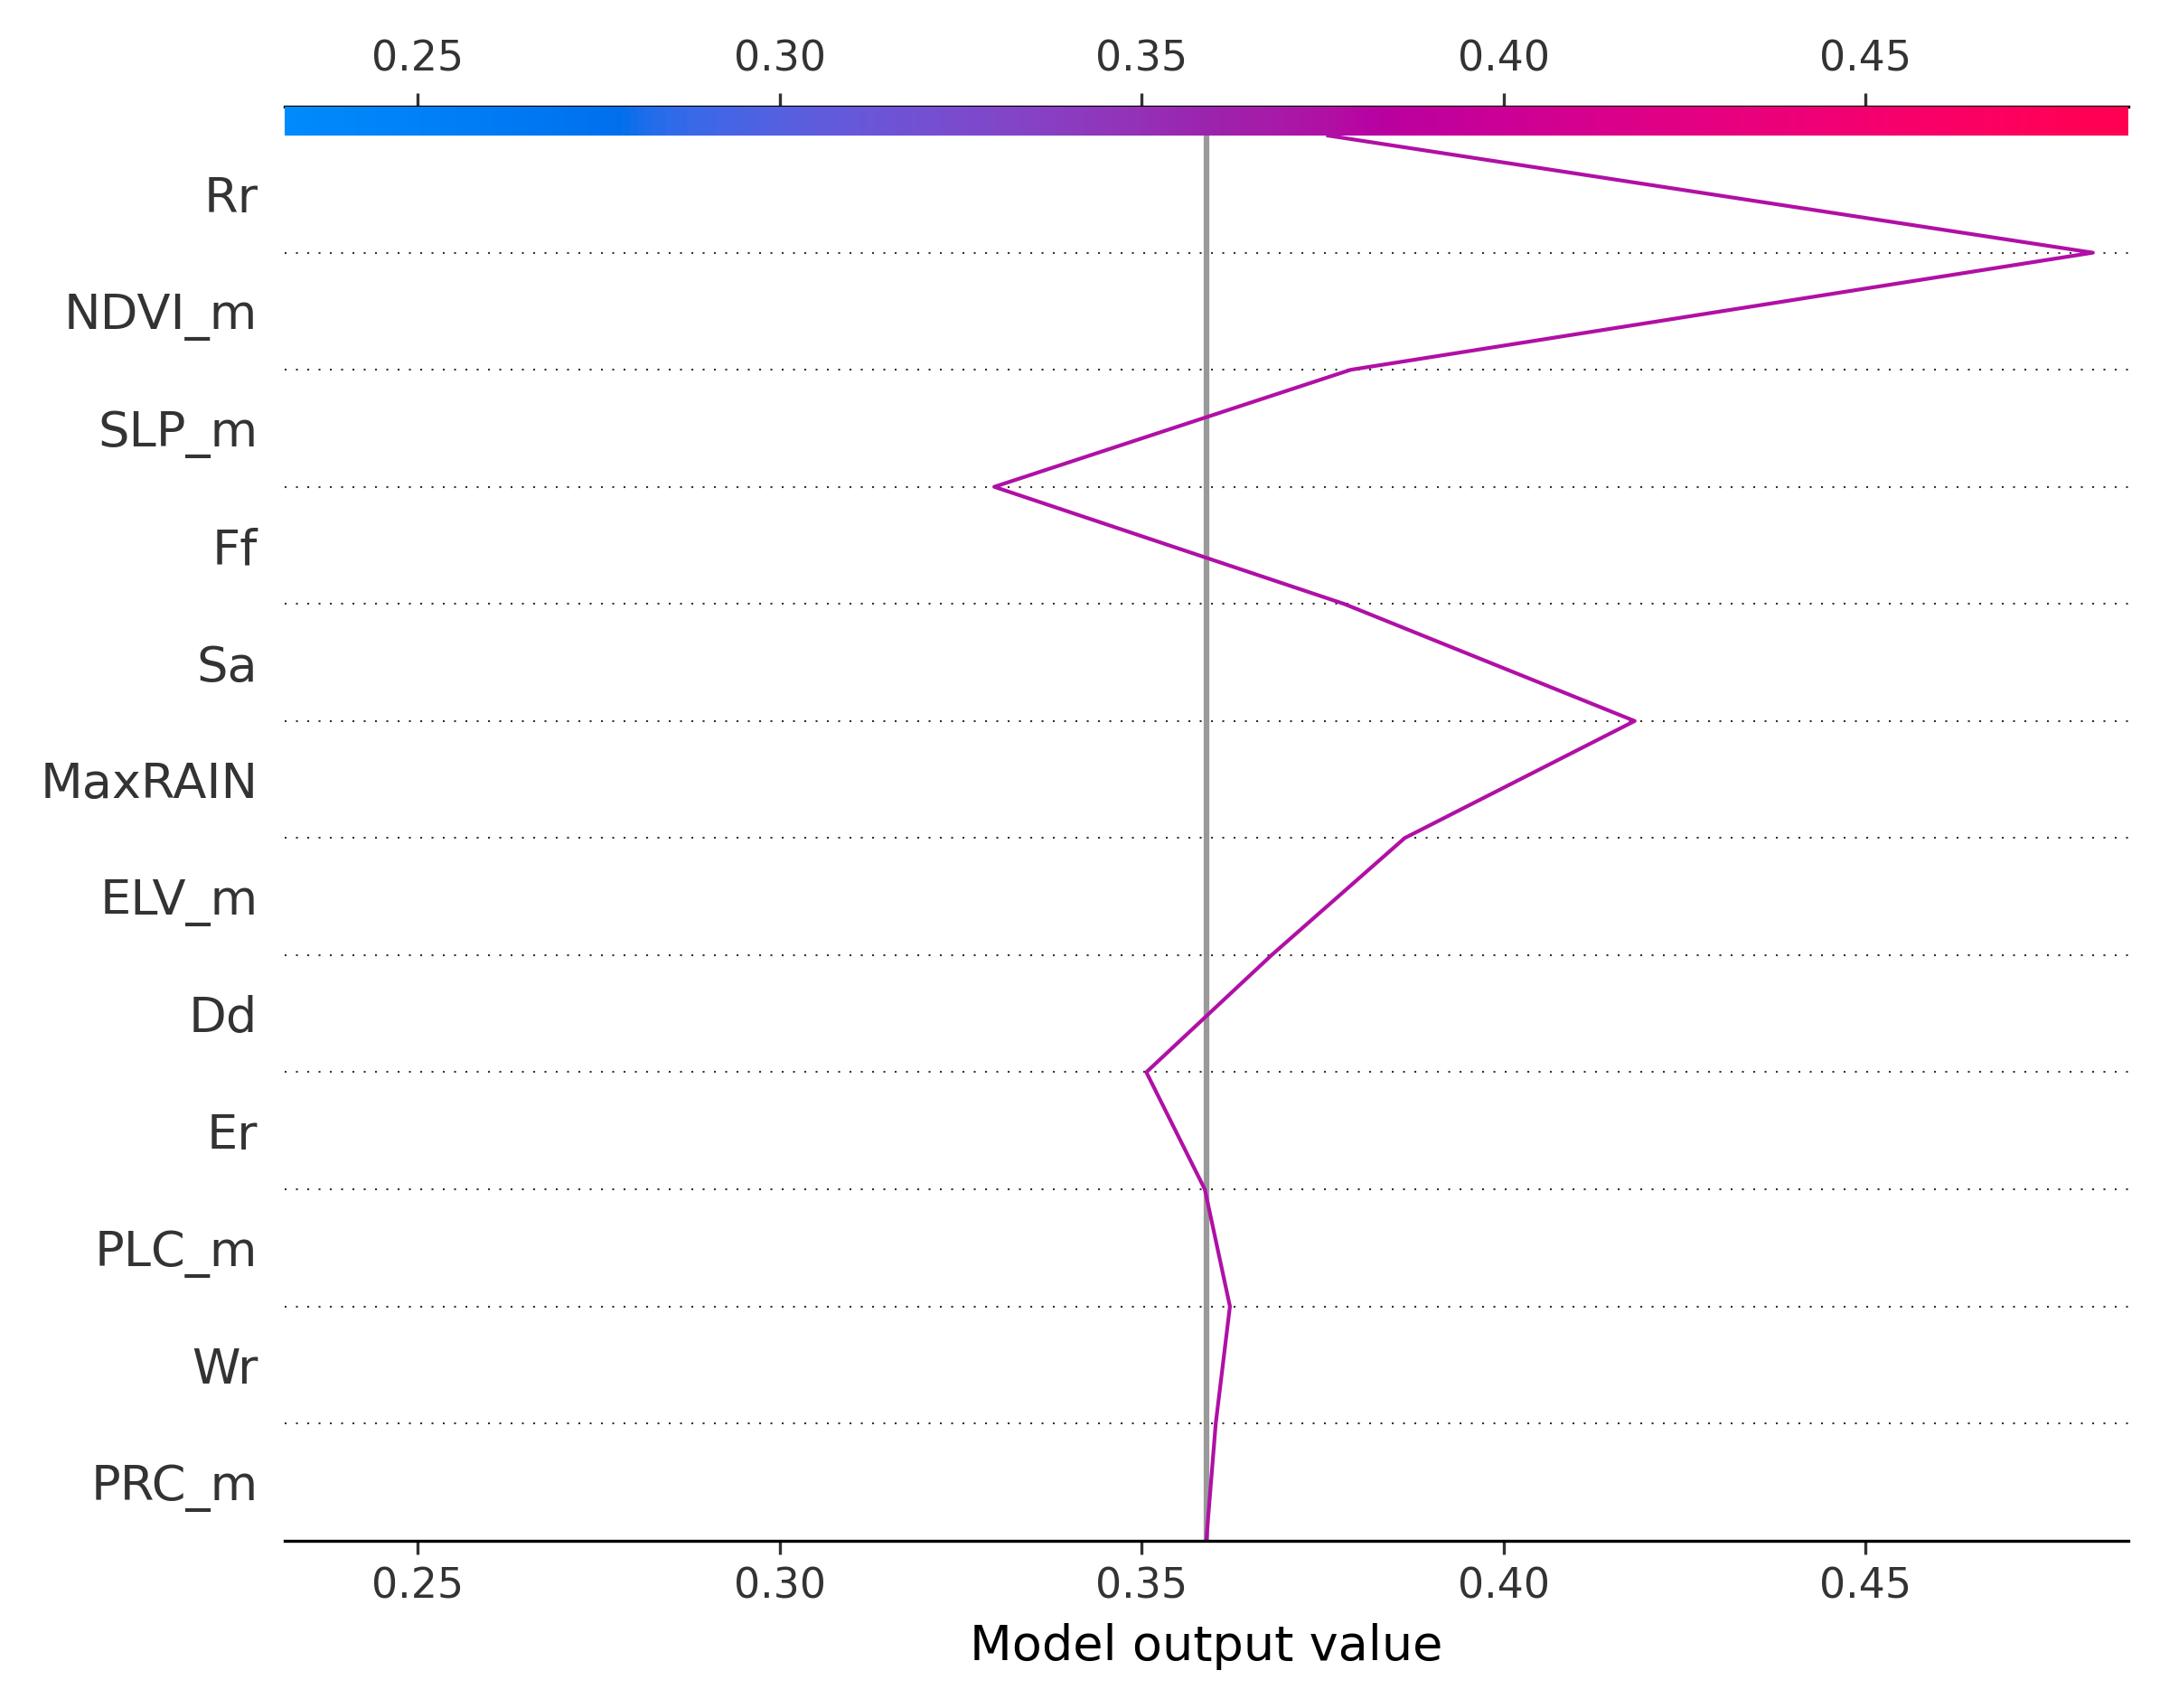 0.25 0.30 0.35 0.40 0.45
Rr
NDVI_m
SLP_m
Ff
Sa
MaxRAIN
ELV_m
Dd
Er
PLC_m
Wr
PRC_m
0.25 0.30 0.35 0.40 0.45
Model output value